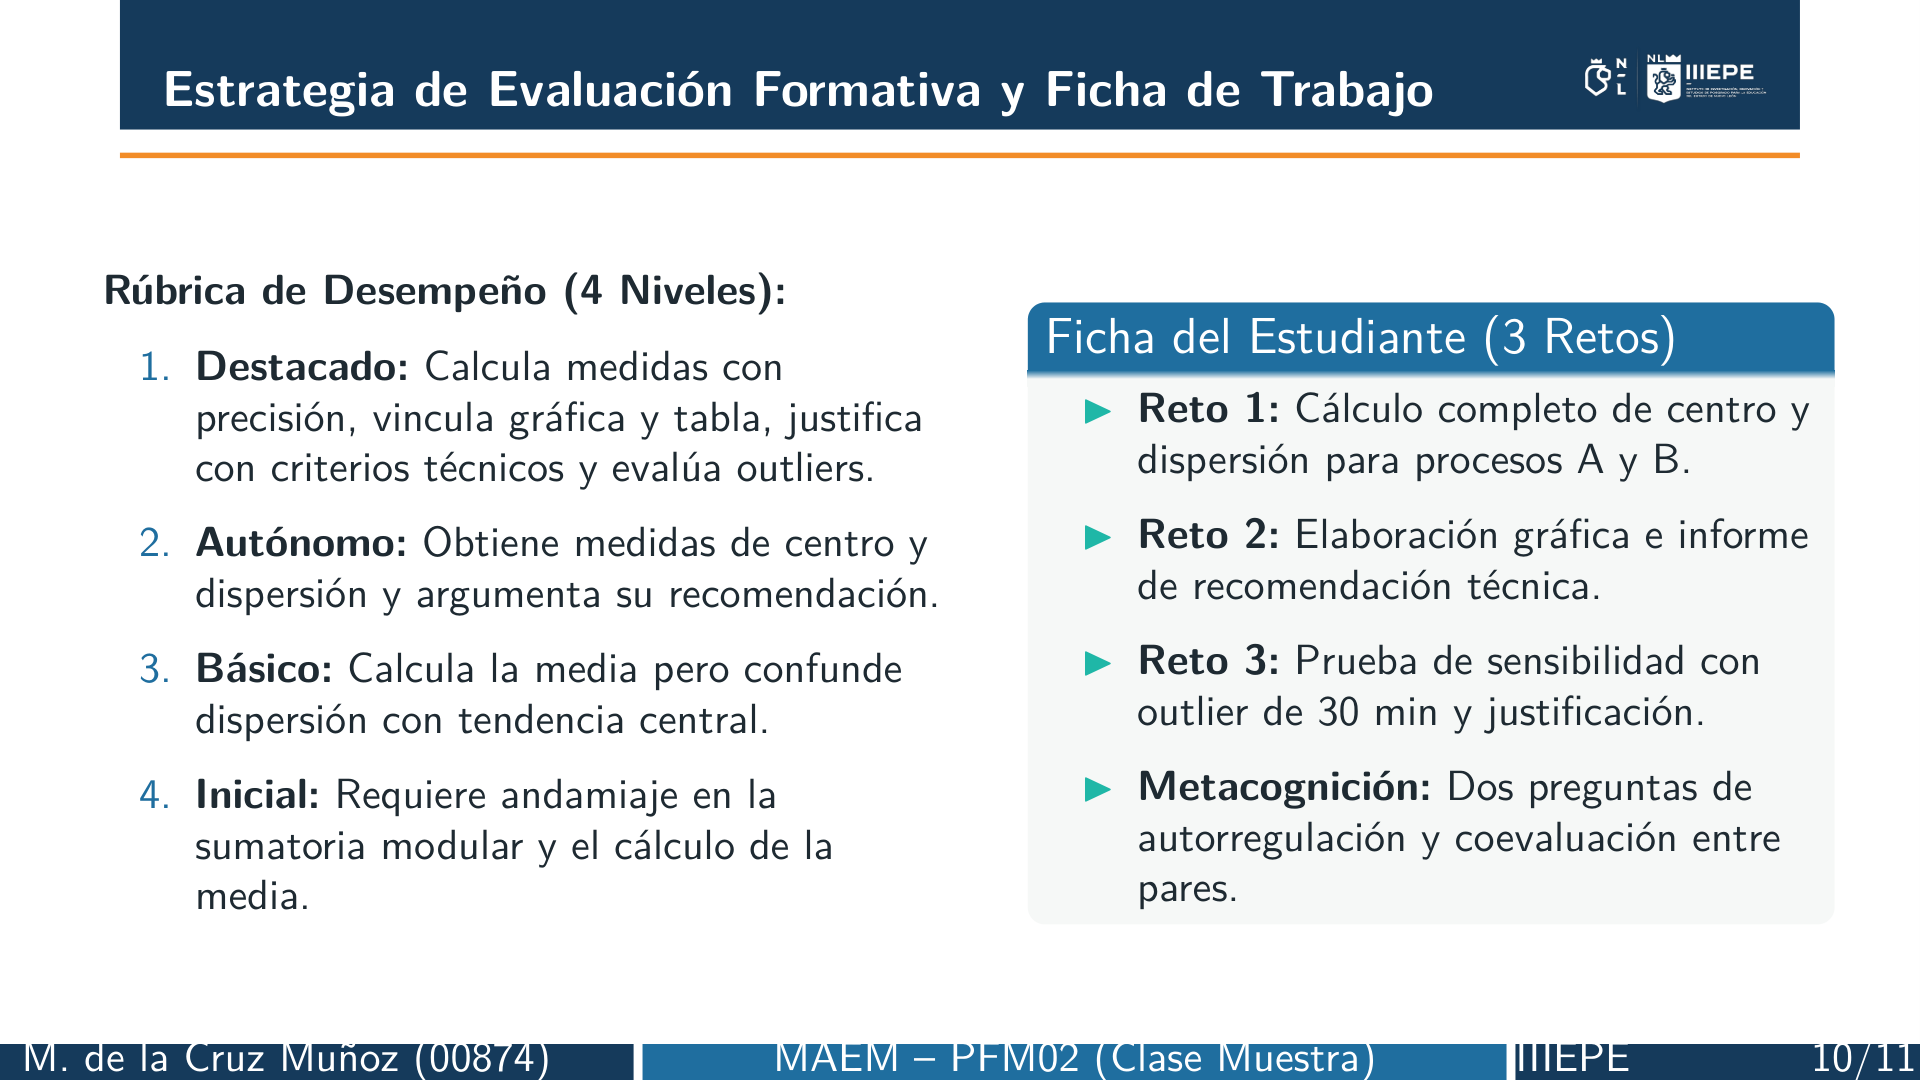 Estrategia de Evaluación Formativa y Ficha de Trabajo
N
L
NL
IIIEPE
Rúbrica de Desempeño (4 Niveles):
1. Destacado: Calcula medidas con
precisión, vincula gráfica y tabla, justifica
con criterios técnicos y evalúa outliers.
2. Autónomo: Obtiene medidas de centro y
dispersión y argumenta su recomendación.
3. Básico: Calcula la media pero confunde
dispersión con tendencia central.
4. Inicial: Requiere andamiaje en la
sumatoria modular y el cálculo de la
media.
Ficha del Estudiante (3 Retos)
▶ Reto 1: Cálculo completo de centro y
dispersión para procesos A y B.
▶ Reto 2: Elaboración gráfica e informe
de recomendación técnica.
▶ Reto 3: Prueba de sensibilidad con
outlier de 30 min y justificación.
▶ Metacognición: Dos preguntas de
autorregulación y coevaluación entre
pares.
M. de la Cruz Muñoz (00874)
MAEM – PFM02 (Clase Muestra)
IIIEPE
10/11